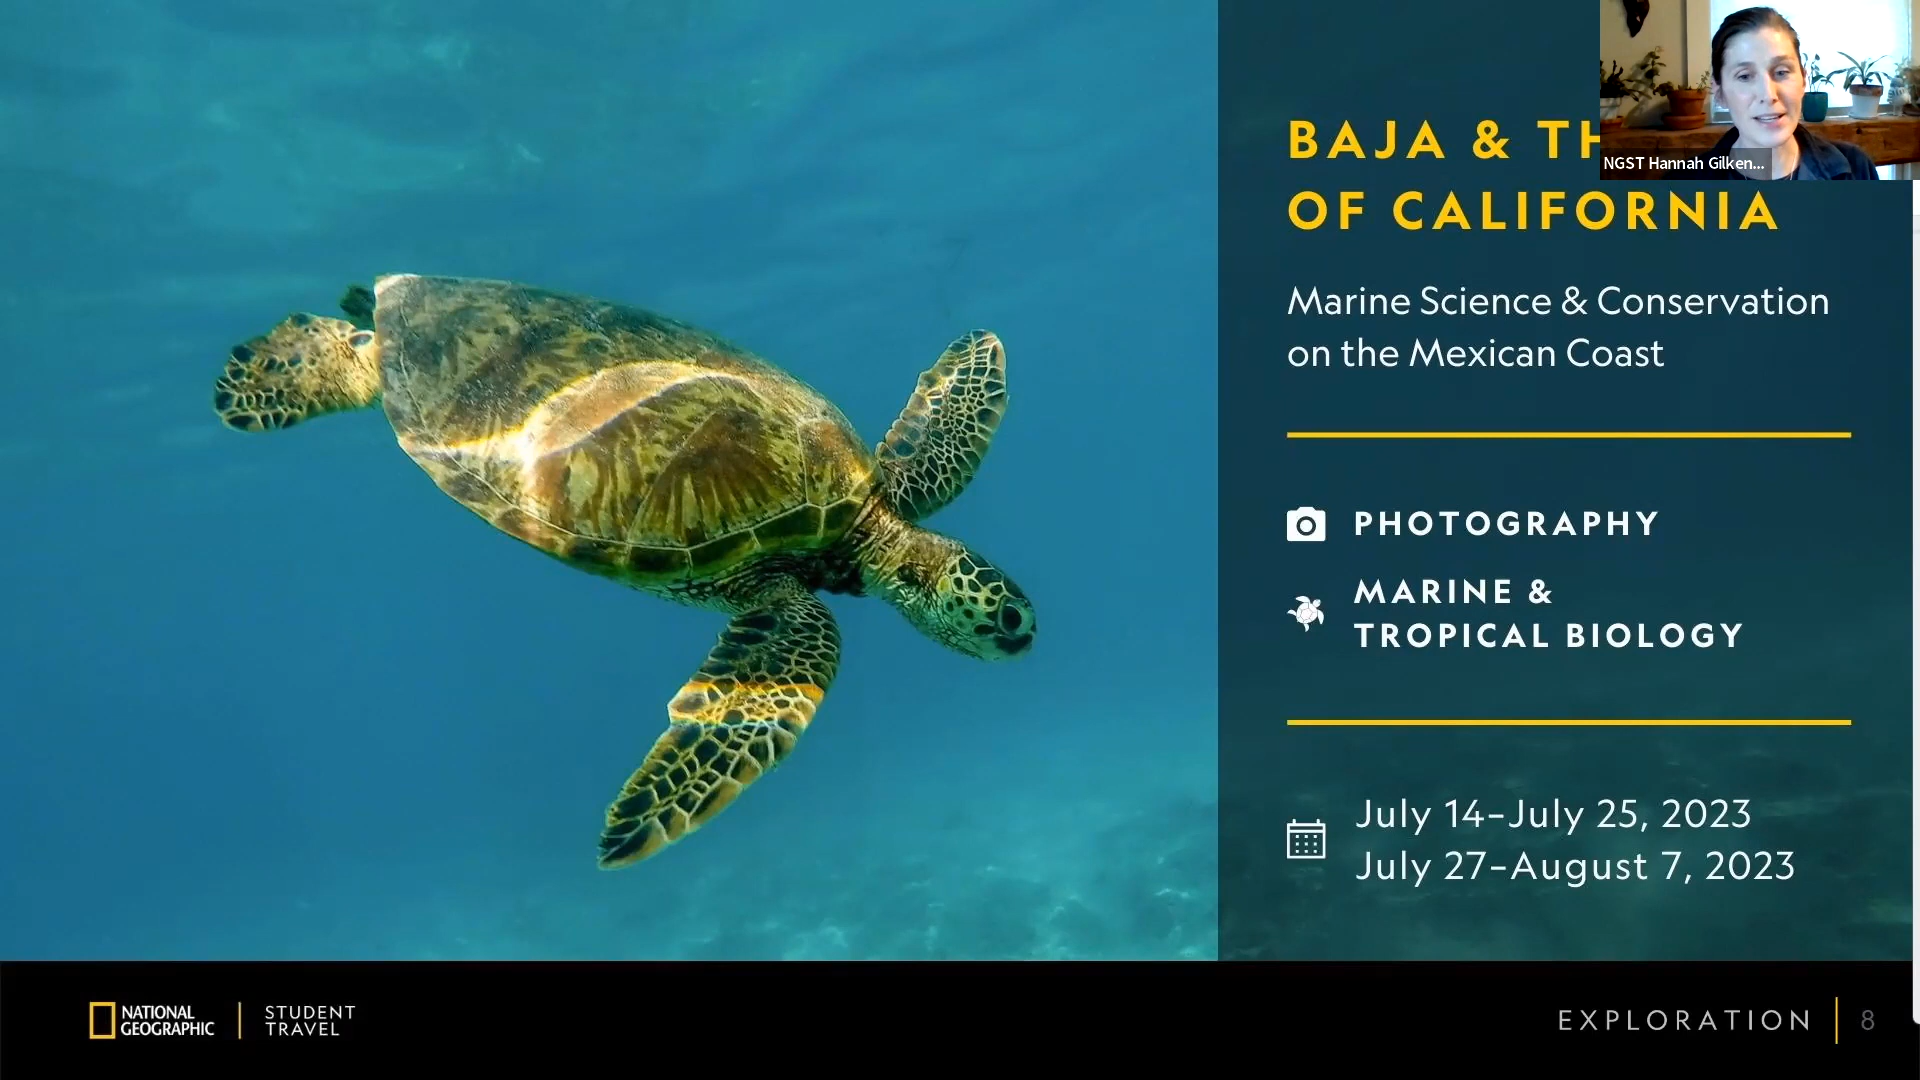 BAJA & TH
OF CALIFORNIA
NGST Hannah Gilken...
Marine Science & Conservation
on the Mexican Coast
PHOTOGRAPHY
MARINE &
TROPICAL BIOLOGY
July 14–July 25, 2023
July 27–August 7, 2023
NATIONAL
GEOGRAPHIC
STUDENT
TRAVEL
EXPLORATION
8